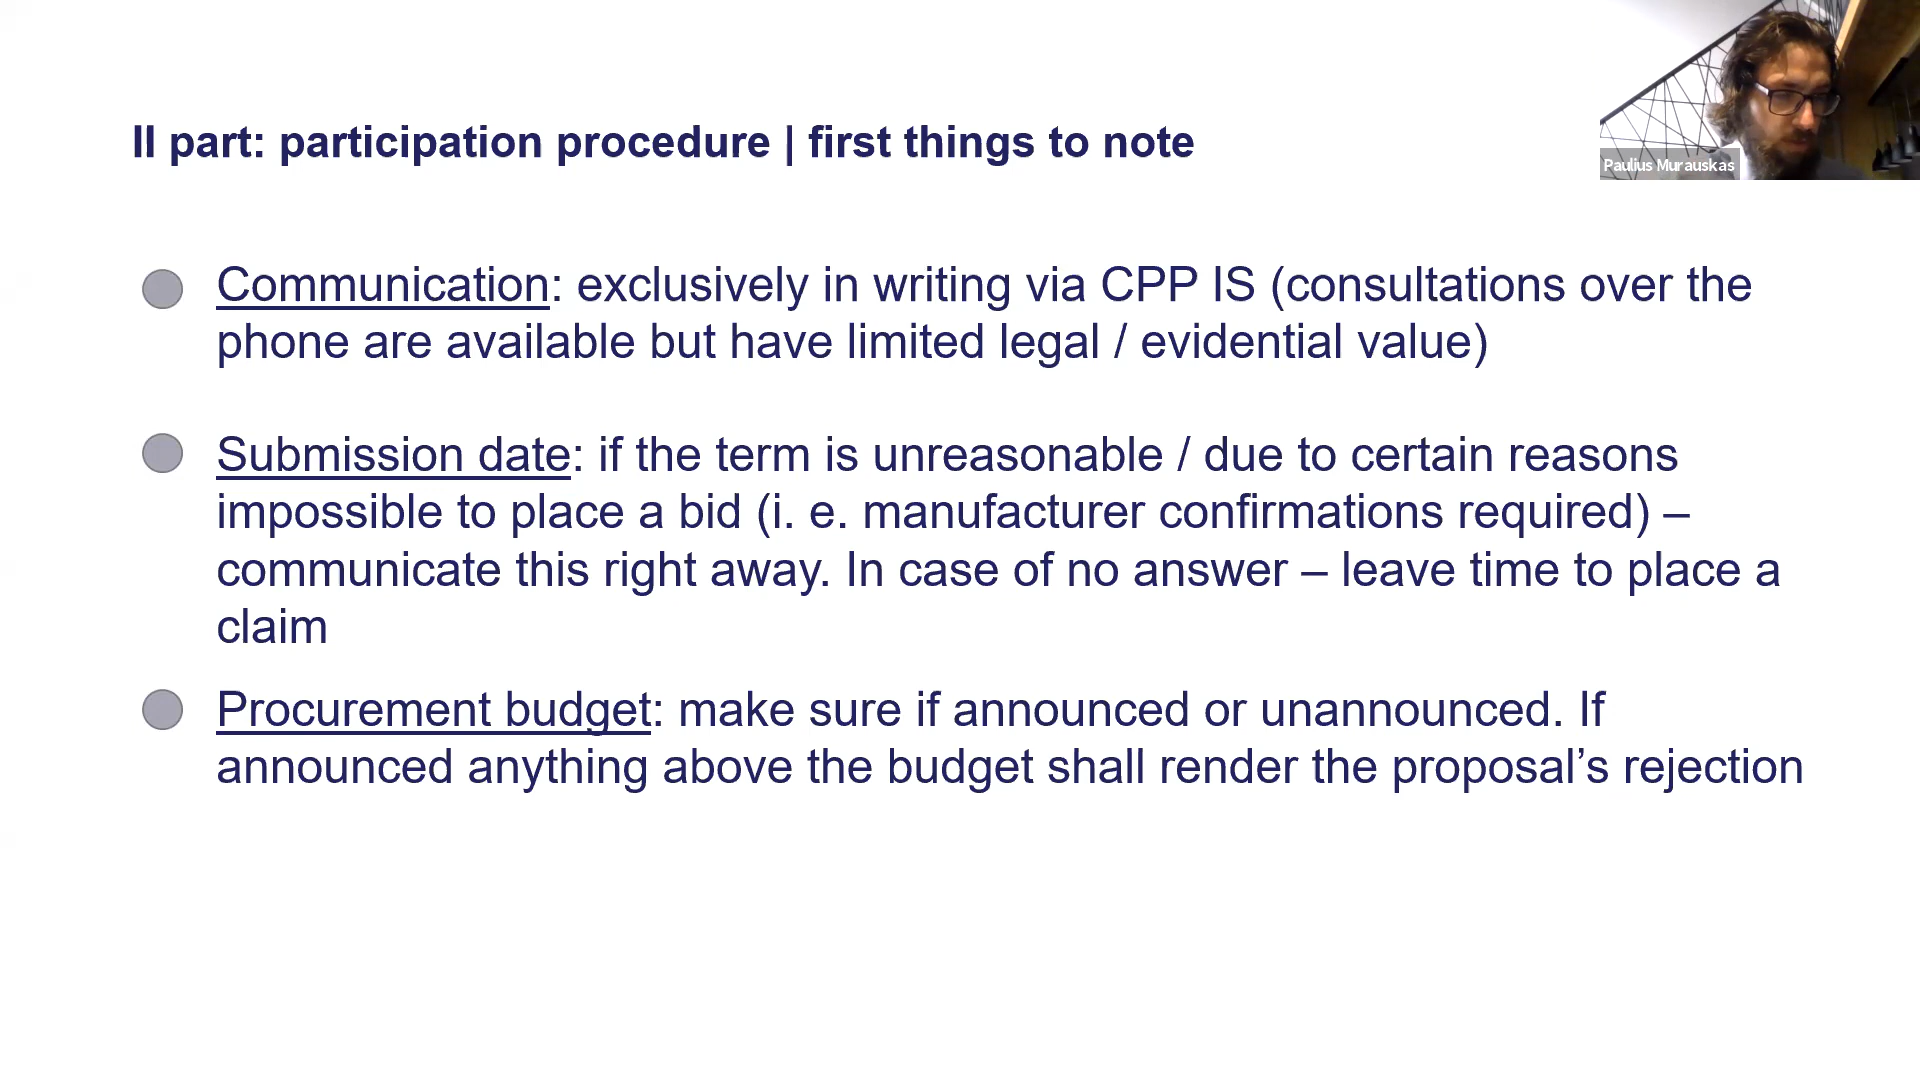 II part: participation procedure | first things to note
Paulius Murauskas
Communication: exclusively in writing via CPP IS (consultations over the
phone are available but have limited legal / evidential value)
Submission date: if the term is unreasonable / due to certain reasons
impossible to place a bid (i. e. manufacturer confirmations required) –
communicate this right away. In case of no answer – leave time to place a
claim
Procurement budget: make sure if announced or unannounced. If
announced anything above the budget shall render the proposal’s rejection